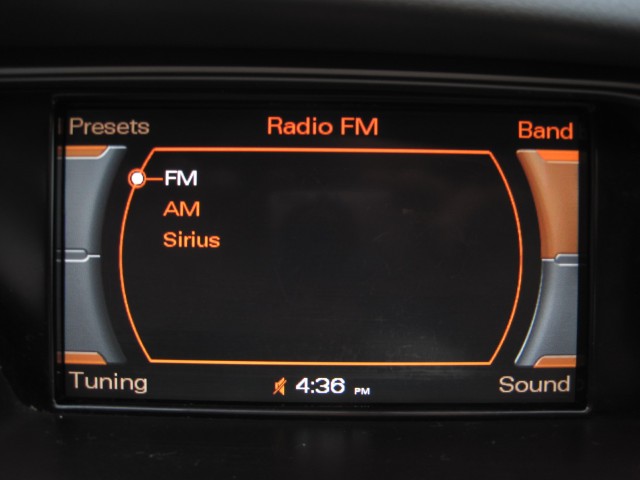 Presets
Radio FM
Band
FM
AM
Sirius
Tuning
4:36 PM
Sound